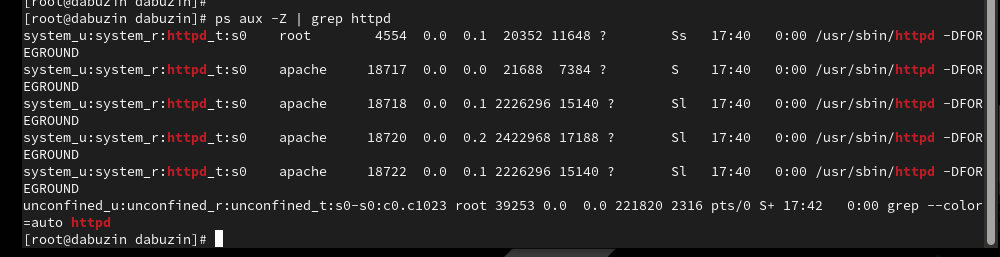 [root@dabuzin dabuzin]#
[root@dabuzin dabuzin]# ps aux -Z | grep httpd
system_u:system_r:httpd_t:s0    root        4554  0.0  0.1  20352 11648 ?        Ss   17:40   0:00 /usr/sbin/httpd -DFOR
EGROUND
system_u:system_r:httpd_t:s0    apache     18717  0.0  0.0  21688  7384 ?        S    17:40   0:00 /usr/sbin/httpd -DFOR
EGROUND
system_u:system_r:httpd_t:s0    apache     18718  0.0  0.1 2226296 15140 ?       Sl   17:40   0:00 /usr/sbin/httpd -DFOR
EGROUND
system_u:system_r:httpd_t:s0    apache     18720  0.0  0.2 2422968 17188 ?       Sl   17:40   0:00 /usr/sbin/httpd -DFOR
EGROUND
system_u:system_r:httpd_t:s0    apache     18722  0.0  0.1 2226296 15140 ?       Sl   17:40   0:00 /usr/sbin/httpd -DFOR
EGROUND
unconfined_u:unconfined_r:unconfined_t:s0-s0:c0.c1023 root 39253 0.0  0.0 221820 2316 pts/0 S+ 17:42   0:00 grep --color
=auto httpd
[root@dabuzin dabuzin]#